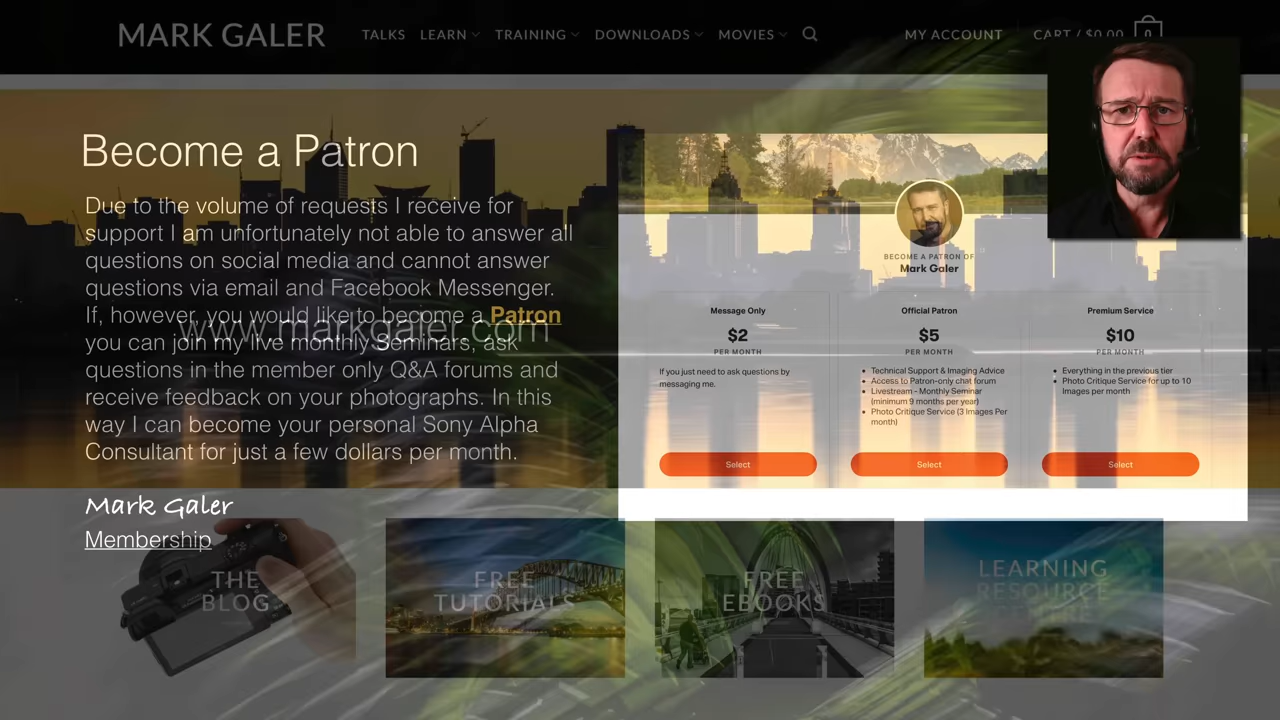 MARK GALER
TALKS LEARN TRAINING DOWNLOADS MOVIES MY ACCOUNT CART / $0.00 0
Become a Patron
Due to the volume of requests I receive for
support I am unfortunately not able to answer all
questions on social media and cannot answer
questions via email and Facebook Messenger.
If, however, you would like to become a Patron
you can join my live monthly Seminars, ask
questions in the member only Q&A forums and
receive feedback on your photographs. In this
way I can become your personal Sony Alpha
Consultant for just a few dollars per month.
www.markgaler.com
Mark Galer
Membership
BECOME A PATRON OF
Mark Galer
Message Only
$2
PER MONTH
If you just need to ask questions by
messaging me.
Select
Official Patron
$5
PER MONTH
Technical Support & Imaging Advice
Access to Patron-only chat forum
Livestream - Monthly Seminar
(minimum 9 months per year)
Photo Critique Service (3 Images Per
month)
Select
Premium Service
$10
PER MONTH
Everything in the previous tier
Photo Critique Service for up to 10
Images per month
Select
THE
BLOG
FREE
TUTORIALS
FREE
EBOOKS
LEARNING
RESOURCE